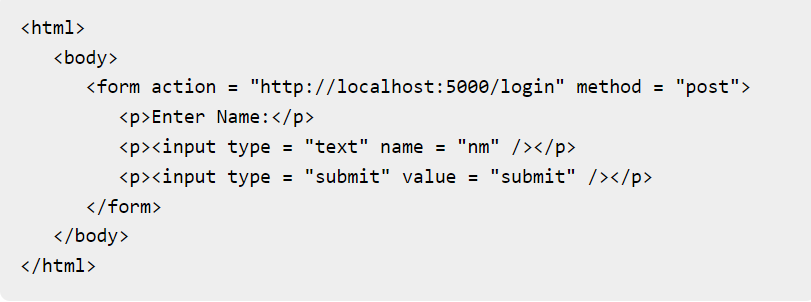 <html>
   <body>
      <form action = "http://localhost:5000/login" method = "post">
         <p>Enter Name:</p>
         <p><input type = "text" name = "nm" /></p>
         <p><input type = "submit" value = "submit" /></p>
      </form>
   </body>
</html>